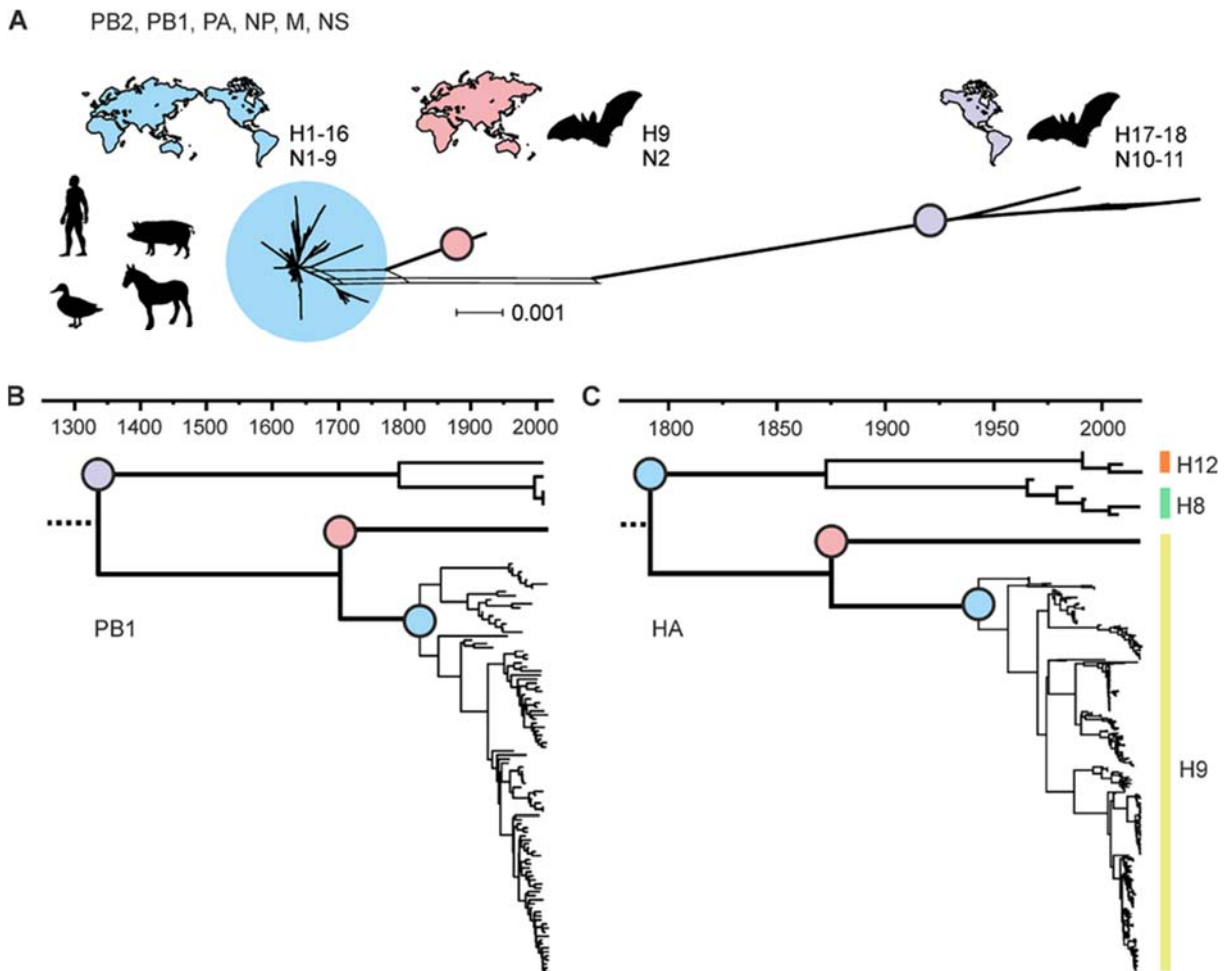 A PB2, PB1, PA, NP, M, NS
H1-16
N1-9
H9
N2
H17-18
N10-11
0.001
B
1300 1400 1500 1600 1700 1800 1900 2000
PB1
C
1800 1850 1900 1950 2000
H12
H8
HA
H9